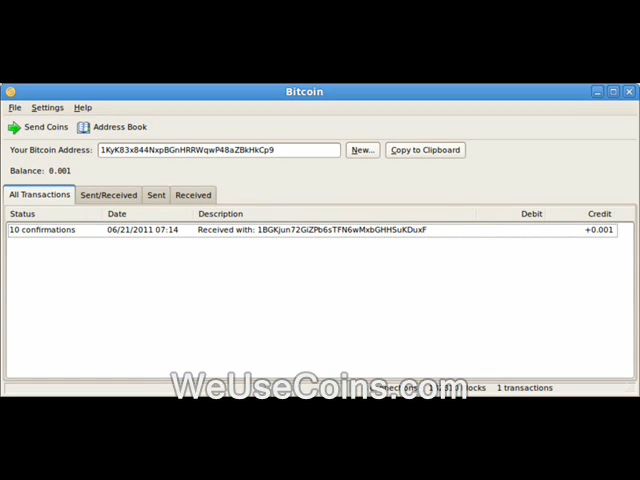 Bitcoin
File Settings Help
Send Coins Address Book
Your Bitcoin Address: 1KyK83x844NxpBGnHRRWqwP48aZBkHkCp9 New... Copy to Clipboard
Balance: 0.001
All Transactions Sent/Received Sent Received
Status Date Description Debit Credit
10 confirmations 06/21/2011 07:14 Received with: 1BGKjun72GiZPb6sTFN6wMxbGHHSuKDuxF +0.001
WeUseCoins.com
1 transactions